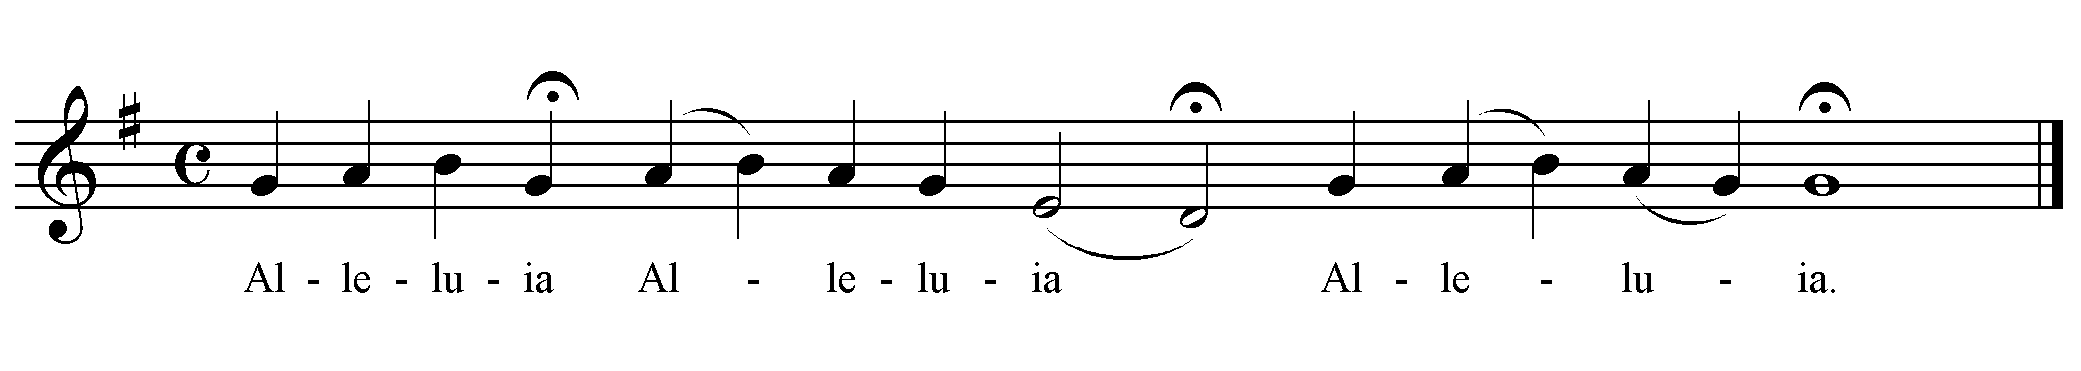 Al - le - lu - ia Al - le - lu - ia Al - le - lu - ia.